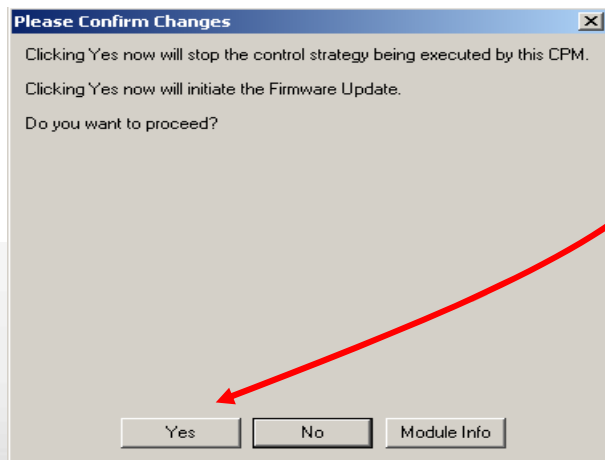 Please Confirm Changes
Clicking Yes now will stop the control strategy being executed by this CPM.
Clicking Yes now will initiate the Firmware Update.
Do you want to proceed?
Yes No Module Info